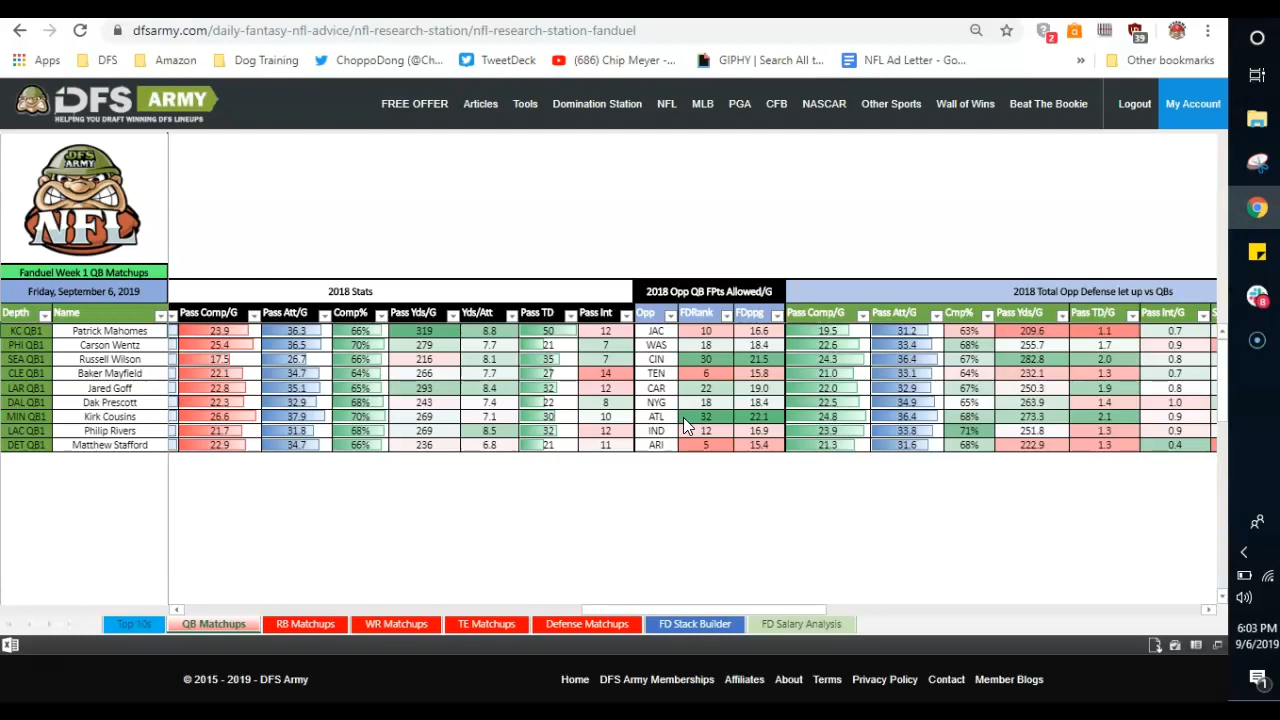 dfsarmy.com/daily-fantasy-nfl-advice/nfl-research-station/nfl-research-station-fanduel
2
39
Apps DFS Amazon Dog Training ChoppoDong (@Ch... TweetDeck (686) Chip Meyer -... GIPHY | Search All t... NFL Ad Letter - Go... » Other bookmarks
DFS ARMY
HELPING YOU DRAFT WINNING DFS LINEUPS
FREE OFFER Articles Tools Domination Station NFL MLB PGA CFB NASCAR Other Sports Wall of Wins Beat The Bookie Logout My Account
DFS
ARMY
NFL
Fanduel Week 1 QB Matchups
Friday, September 6, 2019 2018 Stats 2018 Opp QB FPts Allowed/G 2018 Total Opp Defense let up vs QBs
Depth Name Pass Comp/G Pass Att/G Comp% Pass Yds/G Yds/Att Pass TD Pass Int Opp FDRank FDppg Pass Comp/G Pass Att/G Cmp% Pass Yds/G Pass TD/G Pass Int/G
KC QB1 Patrick Mahomes 23.9 36.3 66% 319 8.8 50 12 JAC 10 16.6 19.5 31.2 63% 209.6 1.1 0.7
PHI QB1 Carson Wentz 25.4 36.5 70% 279 7.7 21 7 WAS 18 18.4 22.6 33.4 68% 255.7 1.7 0.9
SEA QB1 Russell Wilson 17.5 26.7 66% 216 8.1 35 7 CIN 30 21.5 24.3 36.4 67% 282.8 2.0 0.8
CLE QB1 Baker Mayfield 22.1 34.7 64% 266 7.7 27 14 TEN 6 15.8 21.0 33.1 64% 232.1 1.3 0.7
LAR QB1 Jared Goff 22.8 35.1 65% 293 8.4 32 12 CAR 22 19.0 22.0 32.9 67% 250.3 1.9 0.8
DAL QB1 Dak Prescott 22.3 32.9 68% 243 7.4 22 8 NYG 18 18.4 22.5 34.9 65% 263.9 1.4 1.0
MIN QB1 Kirk Cousins 26.6 37.9 70% 269 7.1 30 10 ATL 32 22.1 24.8 36.4 68% 273.3 2.1 0.9
LAC QB1 Philip Rivers 21.7 31.8 68% 269 8.5 32 12 IND 12 16.9 23.9 33.8 71% 251.8 1.3 0.9
DET QB1 Matthew Stafford 22.9 34.7 66% 236 6.8 21 11 ARI 5 15.4 21.3 31.6 68% 222.9 1.3 0.4
Top 10s QB Matchups RB Matchups WR Matchups TE Matchups Defense Matchups FD Stack Builder FD Salary Analysis
© 2015 - 2019 - DFS Army Home DFS Army Memberships Affiliates About Terms Privacy Policy Contact Member Blogs
8
6:03 PM
9/6/2019
1